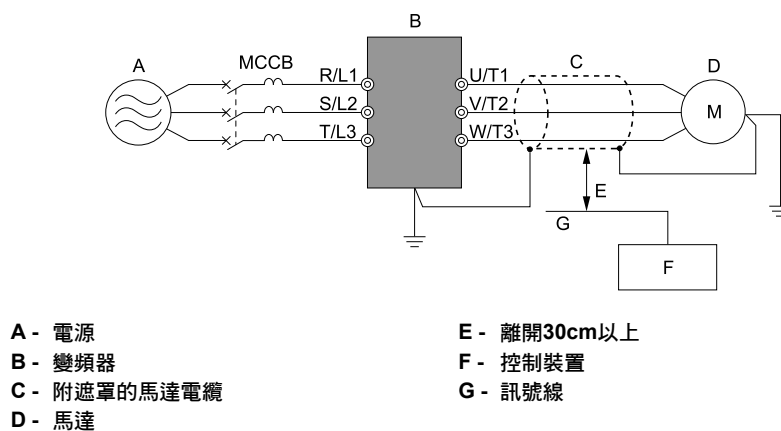 B
A
MCCB
R/L1
U/T1
C
D
S/L2
V/T2
M
T/L3
W/T3
E
G
F
A - 電源
B - 變頻器
C - 附遮罩的馬達電纜
D - 馬達
E - 離開30cm以上
F - 控制裝置
G - 訊號線